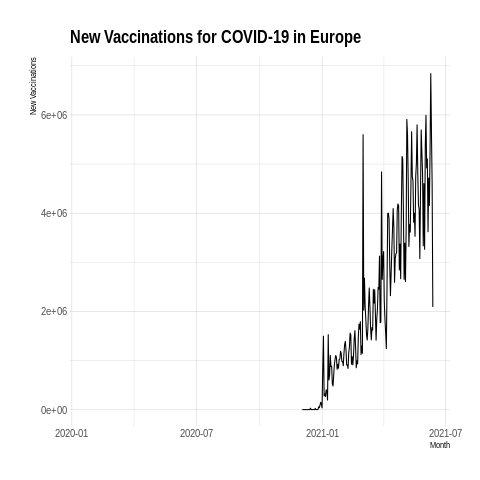 New Vaccinations for COVID-19 in Europe
New Vaccinations
6e+06
4e+06
2e+06
0e+00
2020-01
2020-07
2021-01
2021-07
Month